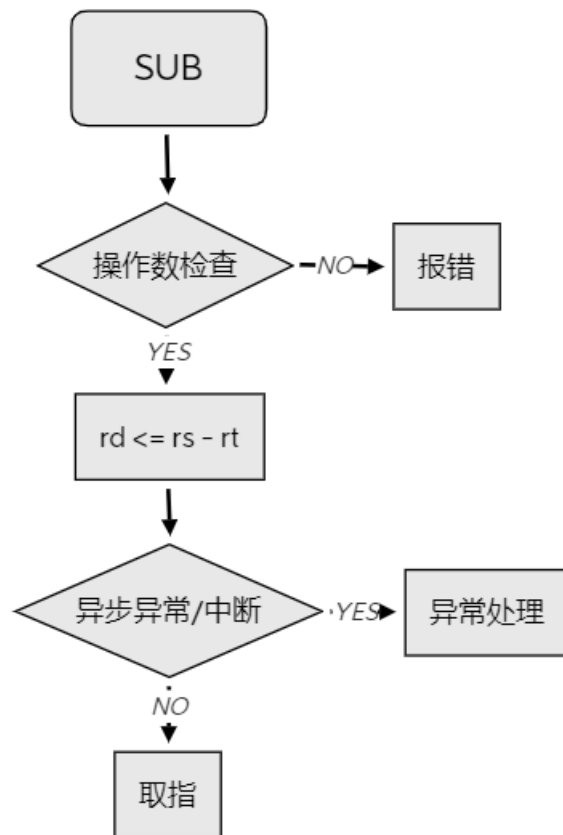 SUB
操作数检查
NO
报错
YES
rd <= rs - rt
异步异常/中断
YES
异常处理
NO
取指